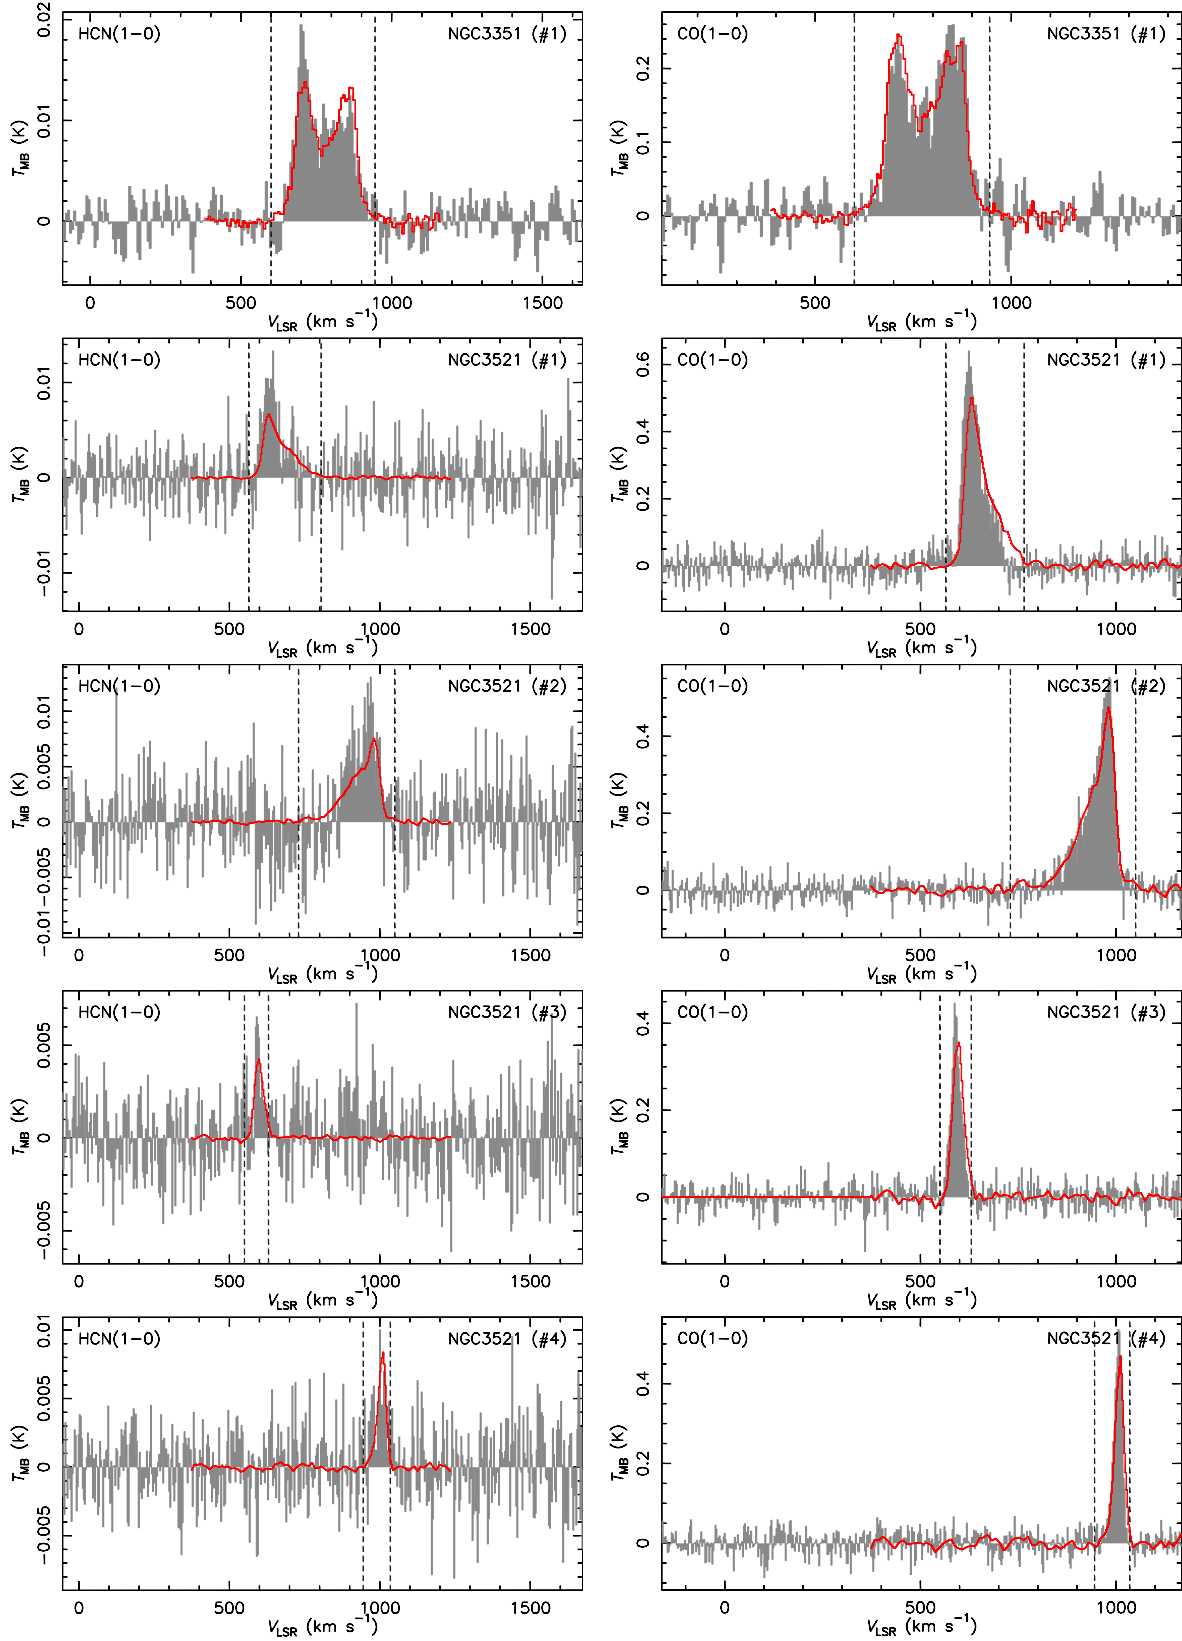 HCN(1−0) NGC3351 (#1)
T_MB (K)
0 0.01 0.02
0 500 1000 1500
V_LSR (km s⁻¹)
CO(1−0) NGC3351 (#1)
T_MB (K)
0 0.1 0.2
500 1000
V_LSR (km s⁻¹)
HCN(1−0) NGC3521 (#1)
T_MB (K)
−0.01 0 0.01
0 500 1000 1500
V_LSR (km s⁻¹)
CO(1−0) NGC3521 (#1)
T_MB (K)
0 0.2 0.4 0.6
0 500 1000
V_LSR (km s⁻¹)
HCN(1−0) NGC3521 (#2)
T_MB (K)
−0.01 −0.005 0 0.005 0.01
0 500 1000 1500
V_LSR (km s⁻¹)
CO(1−0) NGC3521 (#2)
T_MB (K)
0 0.2 0.4
0 500 1000
V_LSR (km s⁻¹)
HCN(1−0) NGC3521 (#3)
T_MB (K)
−0.005 0 0.005
0 500 1000 1500
V_LSR (km s⁻¹)
CO(1−0) NGC3521 (#3)
T_MB (K)
0 0.2 0.4
0 500 1000
V_LSR (km s⁻¹)
HCN(1−0) NGC3521 (#4)
T_MB (K)
−0.005 0 0.005 0.01
0 500 1000 1500
V_LSR (km s⁻¹)
CO(1−0) NGC3521 (#4)
T_MB (K)
0 0.2 0.4
0 500 1000
V_LSR (km s⁻¹)